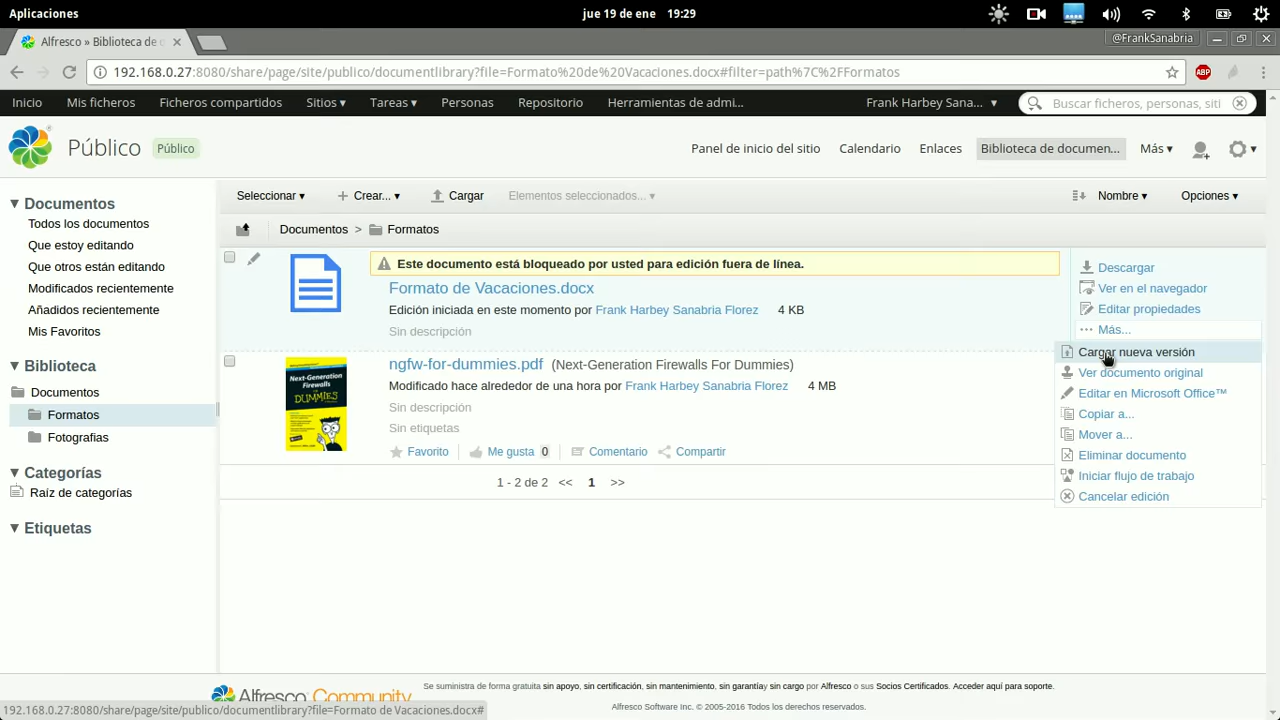 Aplicaciones
jue 19 de ene 19:29
Alfresco » Biblioteca de
@FrankSanabria
192.168.0.27:8080/share/page/site/publico/documentlibrary?file=Formato%20de%20Vacaciones.docx#filter=path%7C%2FFormatos
ABP
Inicio Mis ficheros Ficheros compartidos Sitios ▾ Tareas ▾ Personas Repositorio Herramientas de admi... Frank Harbey Sana... ▾ Buscar ficheros, personas, siti
Público Público
Panel de inicio del sitio Calendario Enlaces Biblioteca de documen... Más ▾
Seleccionar ▾ Crear... ▾ Cargar Elementos seleccionados... ▾ Nombre ▾ Opciones ▾
Documentos > Formatos
▼ Documentos
Todos los documentos
Que estoy editando
Que otros están editando
Modificados recientemente
Añadidos recientemente
Mis Favoritos
▼ Biblioteca
Documentos
Formatos
Fotografias
▼ Categorías
Raíz de categorías
▼ Etiquetas
Este documento está bloqueado por usted para edición fuera de línea.
Formato de Vacaciones.docx
Edición iniciada en este momento por Frank Harbey Sanabria Florez 4 KB
Sin descripción
Next-Generation
Firewalls
DUMMIES
ngfw-for-dummies.pdf (Next-Generation Firewalls For Dummies)
Modificado hace alrededor de una hora por Frank Harbey Sanabria Florez 4 MB
Sin descripción
Sin etiquetas
Favorito Me gusta 0 Comentario Compartir
1 - 2 de 2 << 1 >>
Descargar
Ver en el navegador
Editar propiedades
Más...
Cargar nueva versión
Ver documento original
Editar en Microsoft Office™
Copiar a...
Mover a...
Eliminar documento
Iniciar flujo de trabajo
Cancelar edición
Alfresco Community
Se suministra de forma gratuita sin apoyo, sin certificación, sin mantenimiento, sin garantíay sin cargo por Alfresco o sus Socios Certificados. Acceder aquí para soporte.
Alfresco Software Inc. © 2005-2016 Todos los derechos reservados.
192.168.0.27:8080/share/page/site/publico/documentlibrary?file=Formato de Vacaciones.docx#